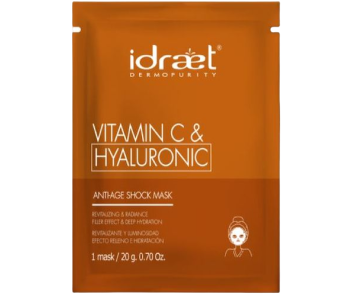 idraet®
DERMOPURITY
VITAMIN C &
HYALURONIC
ANTI-AGE SHOCK MASK
REVITALIZING & RADIANCE
FILLER EFFECT & DEEP HYDRATION
REVITALIZANTE Y LUMINOSIDAD
EFECTO RELLENO E HIDRATACIÓN
1 mask / 20 g. 0.70 Oz.